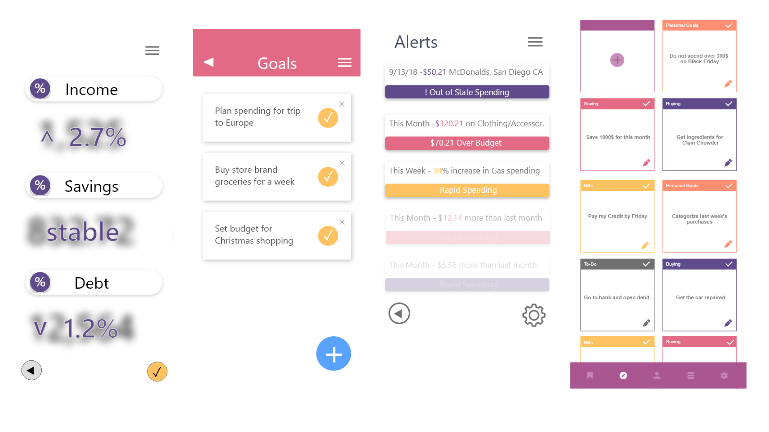 %
Income
^ 2.7%
%
Savings
stable
%
Debt
v 1.2%
Goals
Plan spending for trip
to Europe
Buy store brand
groceries for a week
Set budget for
Christmas shopping
Alerts
9/13/18 -$50.21 McDonalds, San Diego CA
! Out of State Spending
This Month -$320.21 on Clothing/Accessor.
$70.21 Over Budget
This Week - 34% increase in Gas spending
Rapid Spending
This Month - $12.14 more than last month
This Month - $5.56 more than last month
Rapid Spending
Personal Goals
Do not spend over 300$
on Black Friday
Saving
Save 1000$ for this month
Buying
Get Ingredients for
Clam Chowder
Bills
Pay my Credit by Friday
Personal Goals
Categorize last week's
purchases
To-Do
Go to bank and open debit
Buying
Get the car repaired
Bills
Saving